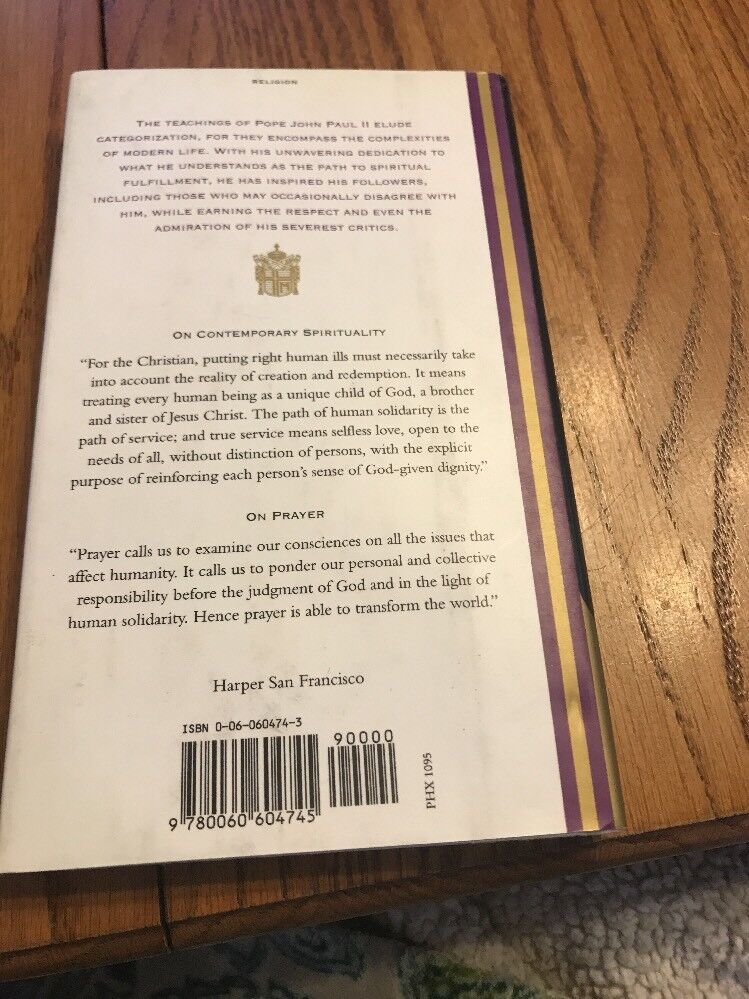 RELIGION
THE TEACHINGS OF POPE JOHN PAUL II ELUDE
CATEGORIZATION, FOR THEY ENCOMPASS THE COMPLEXITIES
OF MODERN LIFE. WITH HIS UNWAVERING DEDICATION TO
WHAT HE UNDERSTANDS AS THE PATH TO SPIRITUAL
FULFILLMENT, HE HAS INSPIRED HIS FOLLOWERS,
INCLUDING THOSE WHO MAY OCCASIONALLY DISAGREE WITH
HIM, WHILE EARNING THE RESPECT AND EVEN THE
ADMIRATION OF HIS SEVEREST CRITICS.
ON CONTEMPORARY SPIRITUALITY
“For the Christian, putting right human ills must necessarily take
into account the reality of creation and redemption. It means
treating every human being as a unique child of God, a brother
and sister of Jesus Christ. The path of human solidarity is the
path of service; and true service means selfless love, open to the
needs of all, without distinction of persons, with the explicit
purpose of reinforcing each person’s sense of God-given dignity.”
ON PRAYER
“Prayer calls us to examine our consciences on all the issues that
affect humanity. It calls us to ponder our personal and collective
responsibility before the judgment of God and in the light of
human solidarity. Hence prayer is able to transform the world.”
Harper San Francisco
ISBN 0-06-060474-3
90000
9 780060 604745
PHX 1095